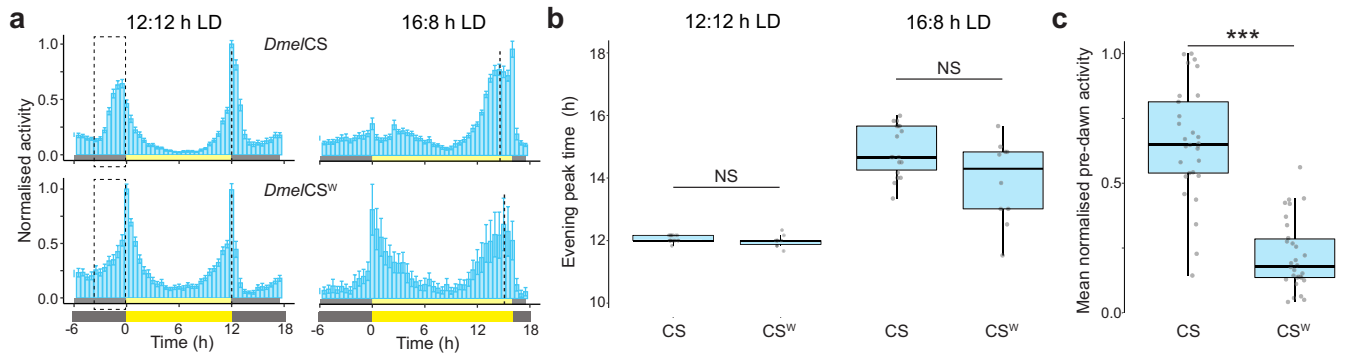 a
12:12 h LD
16:8 h LD
DmelCS
Normalised activity
1.0
0.5
0.0
DmelCSᵂ
1.0
0.5
0.0
-6 0 6 12 18
-6 0 6 12 18
Time (h)
Time (h)
b
12:12 h LD
16:8 h LD
Evening peak time (h)
18
16
14
12
10
NS
NS
CS
CSᵂ
CS
CSᵂ
c
Mean normalised pre-dawn activity
1.0
0.5
0.0
***
CS
CSᵂ